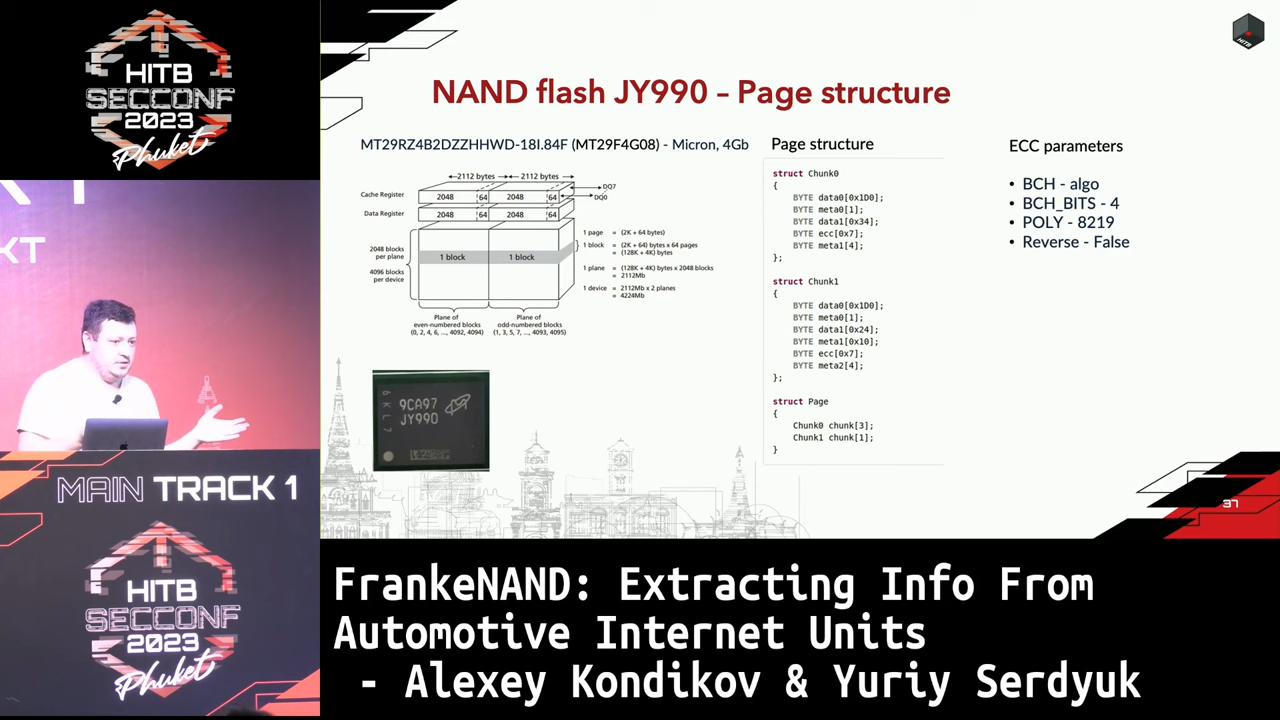 HITB
SECCONF
2023
Phuket
KT
MAIN TRACK 1
HITB
SECCONF
2023
Phuket
HITB
NAND flash JY990 – Page structure
MT29RZ4B2DZZHHWD-18I.84F (MT29F4G08) - Micron, 4Gb
2112 bytes 2112 bytes
Cache Register 2048 64 2048 64
DQ7
DQ0
Data Register 2048 64 2048 64
2048 blocks
per plane
4096 blocks
per device
1 block 1 block
1 page = (2K + 64 bytes)
1 block = (2K + 64) bytes x 64 pages
= (128K + 4K) bytes
1 plane = (128K + 4K) bytes x 2048 blocks
= 2112Mb
1 device = 2112Mb x 2 planes
= 4224Mb
Plane of
even-numbered blocks
(0, 2, 4, 6, ..., 4092, 4094)
Plane of
odd-numbered blocks
(1, 3, 5, 7, ..., 4093, 4095)
9CA97
JY990
6KL7
Page structure
struct Chunk0
{
BYTE data0[0x1D0];
BYTE meta0[1];
BYTE data1[0x34];
BYTE ecc[0x7];
BYTE meta1[4];
};
struct Chunk1
{
BYTE data0[0x1D0];
BYTE meta0[1];
BYTE data1[0x24];
BYTE meta1[0x10];
BYTE ecc[0x7];
BYTE meta2[4];
};
struct Page
{
Chunk0 chunk[3];
Chunk1 chunk[1];
}
ECC parameters
• BCH - algo
• BCH_BITS - 4
• POLY - 8219
• Reverse - False
37
FrankeNAND: Extracting Info From
Automotive Internet Units
- Alexey Kondikov & Yuriy Serdyuk